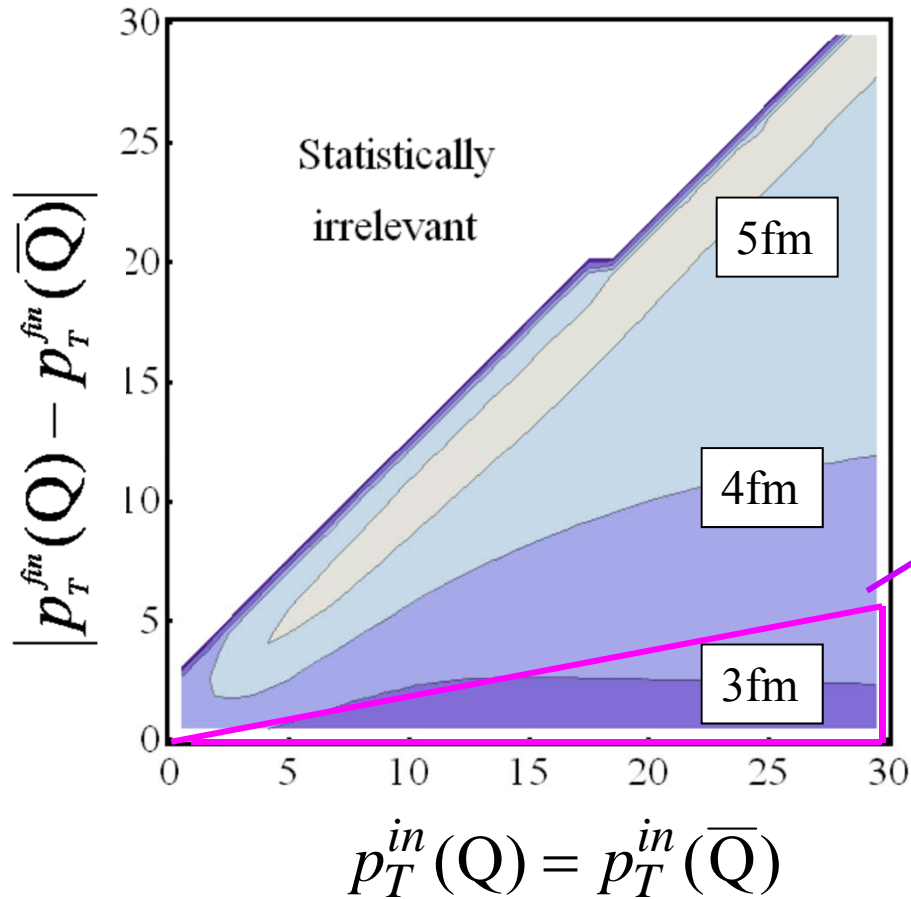 30
25
20
15
10
5
0
|p_T^{fin}(Q) − p_T^{fin}(Q̅)|
Statistically
irrelevant
5fm
4fm
3fm
0 5 10 15 20 25 30
p_T^{in}(Q) = p_T^{in}(Q̅)